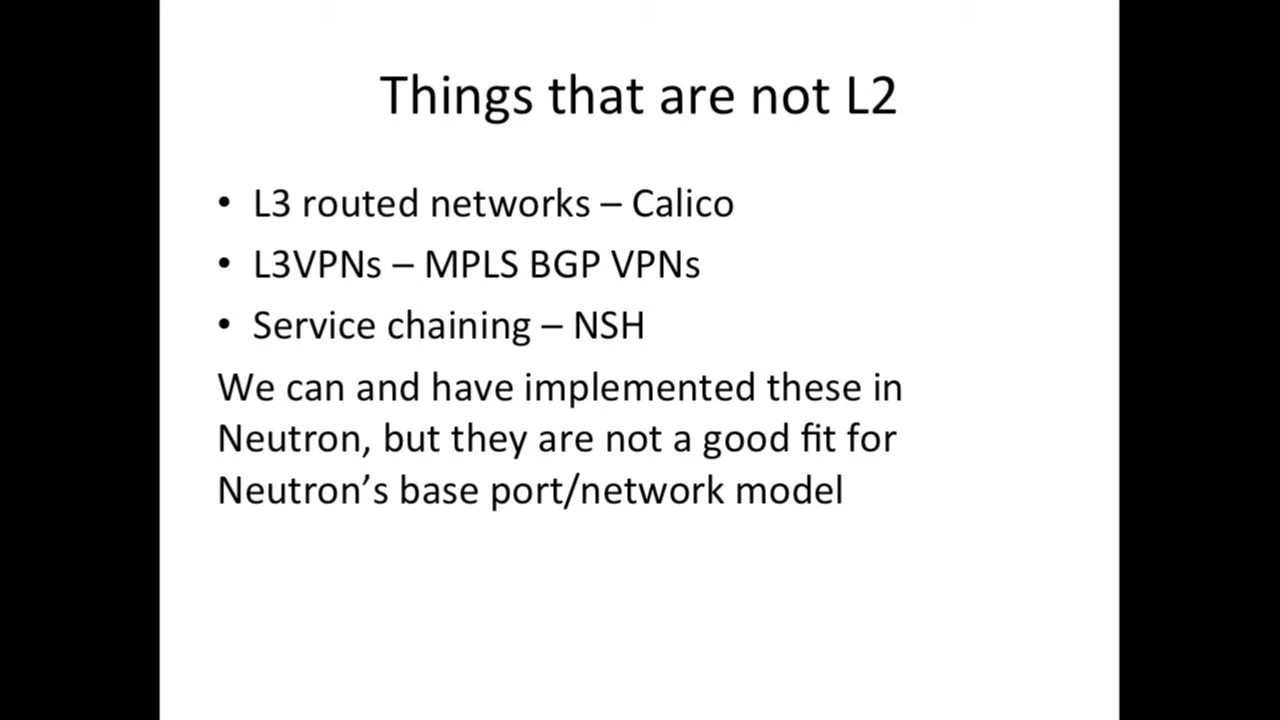 Things that are not L2
• L3 routed networks – Calico
• L3VPNs – MPLS BGP VPNs
• Service chaining – NSH
We can and have implemented these in
Neutron, but they are not a good fit for
Neutron’s base port/network model